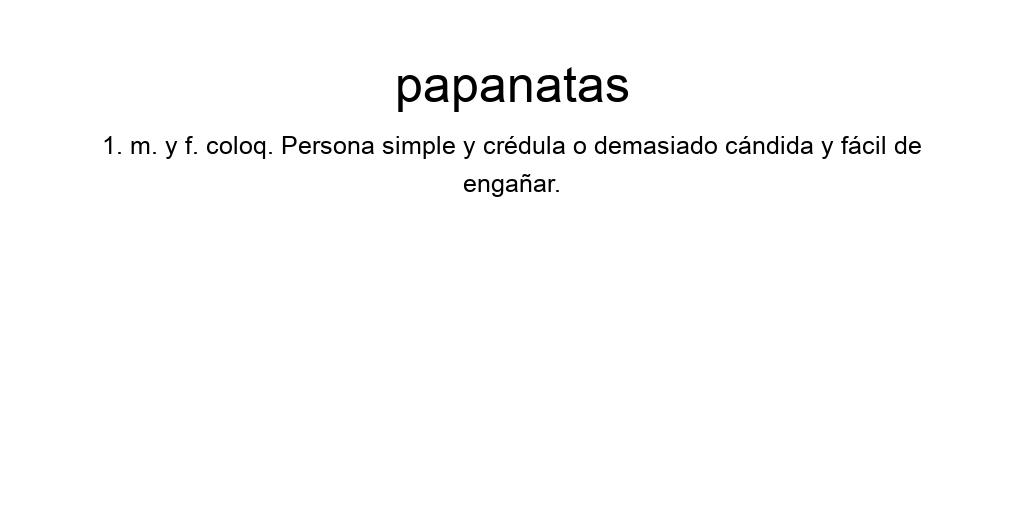 papanatas
1. m. y f. coloq. Persona simple y crédula o demasiado cándida y fácil de
engañar.